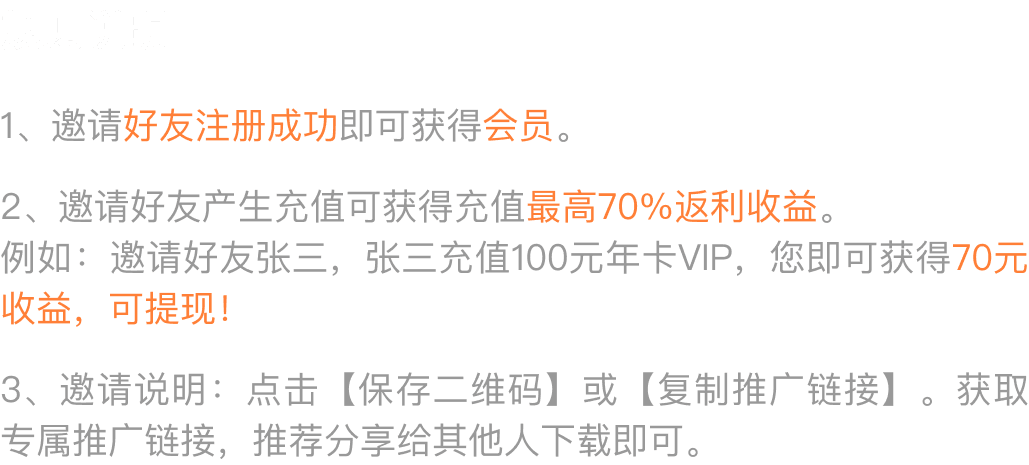 1、邀请好友注册成功即可获得会员。
2、邀请好友产生充值可获得充值最高70%返利收益。
例如：邀请好友张三，张三充值100元年卡VIP，您即可获得70元
收益，可提现！
3、邀请说明：点击【保存二维码】或【复制推广链接】。获取
专属推广链接，推荐分享给其他人下载即可。